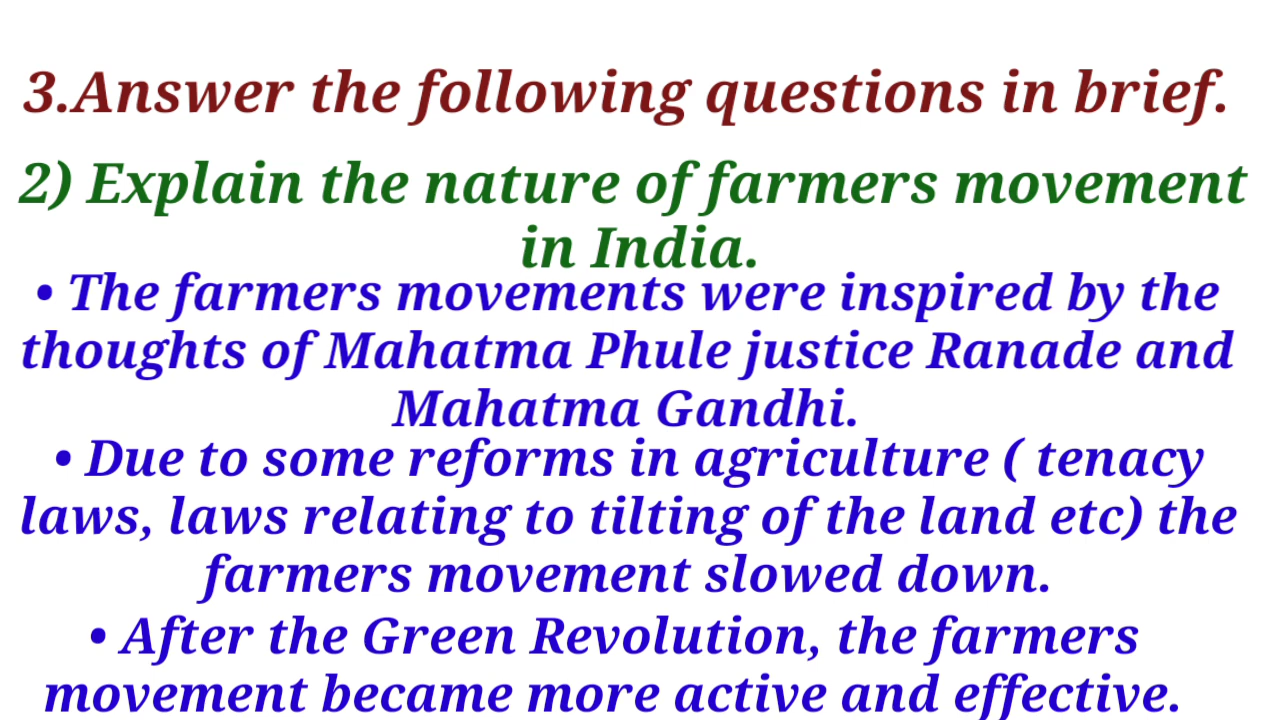 3.Answer the following questions in brief.
2) Explain the nature of farmers movement
in India.
• The farmers movements were inspired by the
thoughts of Mahatma Phule justice Ranade and
Mahatma Gandhi.
• Due to some reforms in agriculture ( tenacy
laws, laws relating to tilting of the land etc) the
farmers movement slowed down.
• After the Green Revolution, the farmers
movement became more active and effective.